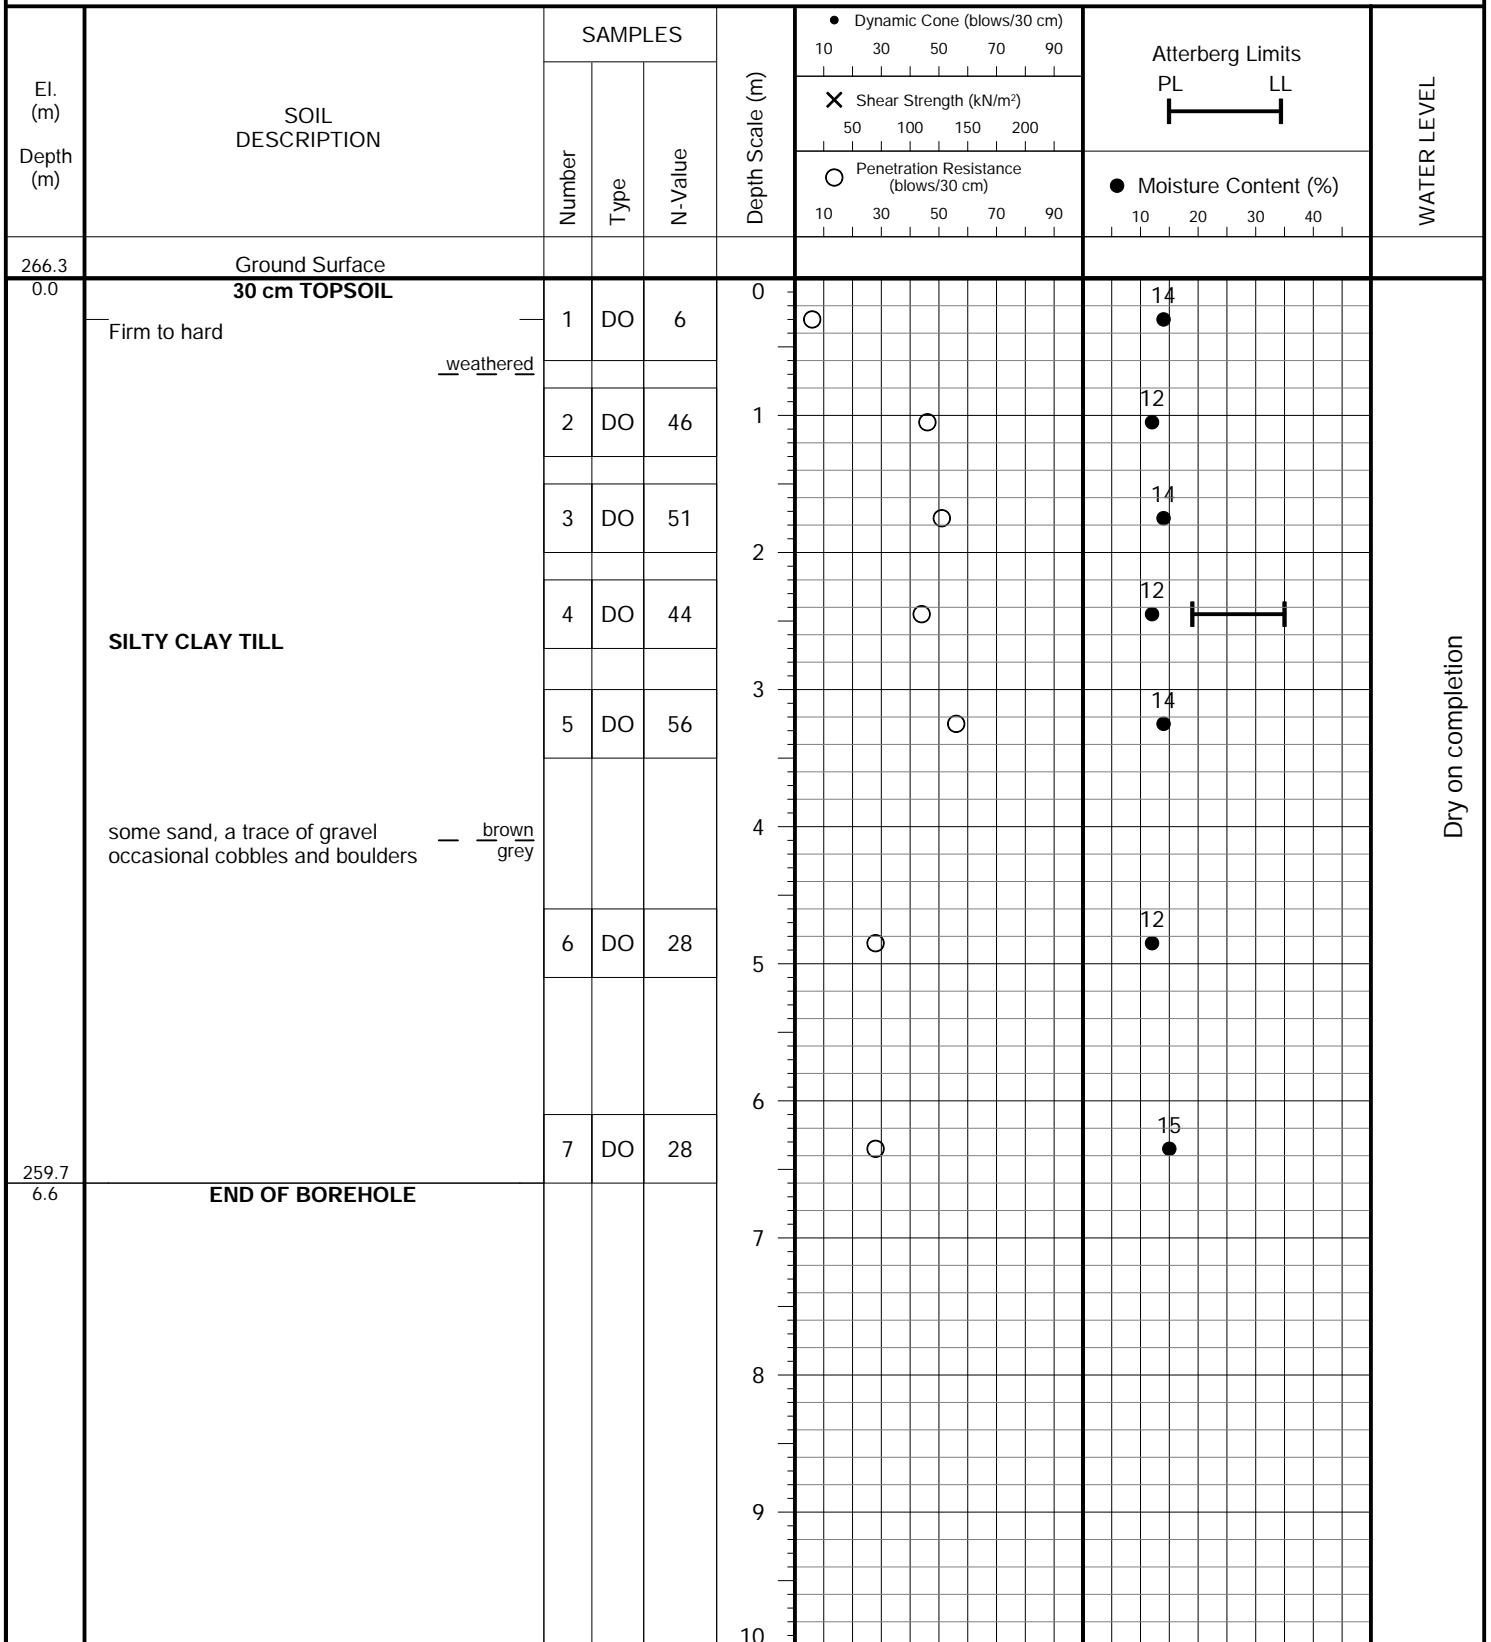 El.
(m)
Depth
(m)
SOIL
DESCRIPTION
SAMPLES
Number
Type
N-Value
Depth Scale (m)
Dynamic Cone (blows/30 cm)
10 30 50 70 90
Shear Strength (kN/m²)
50 100 150 200
Penetration Resistance
(blows/30 cm)
10 30 50 70 90
Atterberg Limits
PL LL
Moisture Content (%)
10 20 30 40
WATER LEVEL
266.3 Ground Surface
0.0 30 cm TOPSOIL 0 14
Firm to hard 1 DO 6
weathered
12
1
2 DO 46
14
3 DO 51
2
12
4 DO 44
SILTY CLAY TILL
3
14
5 DO 56
Dry on completion
some sand, a trace of gravel brown 4
occasional cobbles and boulders grey
12
6 DO 28
5
6
15
7 DO 28
259.7
6.6 END OF BOREHOLE
7
8
9
10